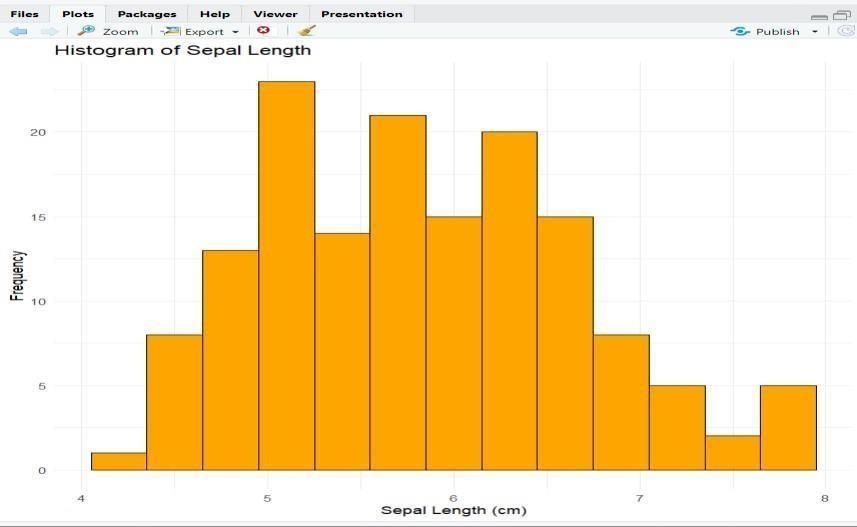 Files Plots Packages Help Viewer Presentation
Zoom Export Publish
Histogram of Sepal Length
20
15
10
5
0
Frequency
4 5 6 7 8
Sepal Length (cm)